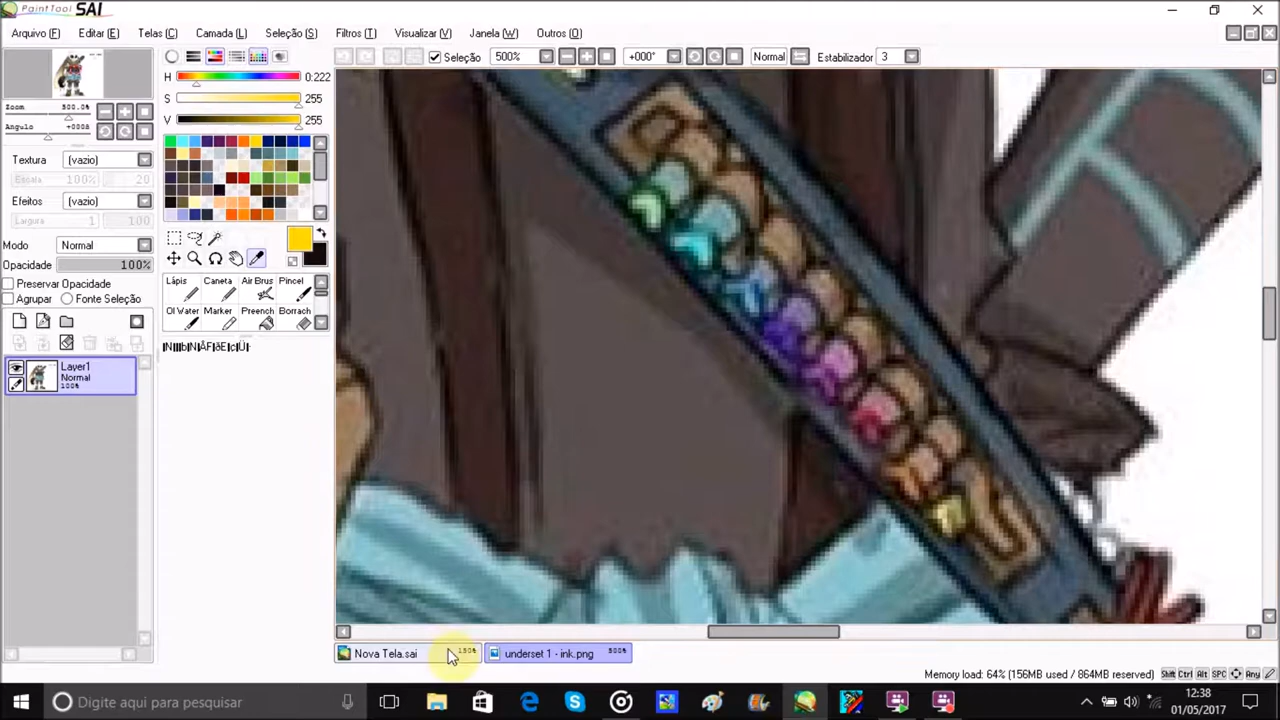 PaintTool SAI
Arquivo (F) Editar (E) Telas (C) Camada (L) Seleção (S) Filtros (T) Visualizar (V) Janela (W) Outros (O)
Seleção 500% +000° Normal Estabilizador 3
H 0:222
S 255
V 255
Zoom 500.0%
Angulo +000°
Textura (vazio)
Escala 100% 20
Efeitos (vazio)
Largura 1 100
Modo Normal
Opacidade 100%
Preservar Opacidade
Agrupar Fonte Seleção
Lápis Caneta Air Brus Pincel
Ol Water Marker Preench Borrach
Layer1
Normal
100%
Nova Tela.sai 150% underset 1 - ink.png 500%
Memory load: 64% (156MB used / 864MB reserved) Shift Ctrl Alt SPC Any
Digite aqui para pesquisar
12:38
01/05/2017